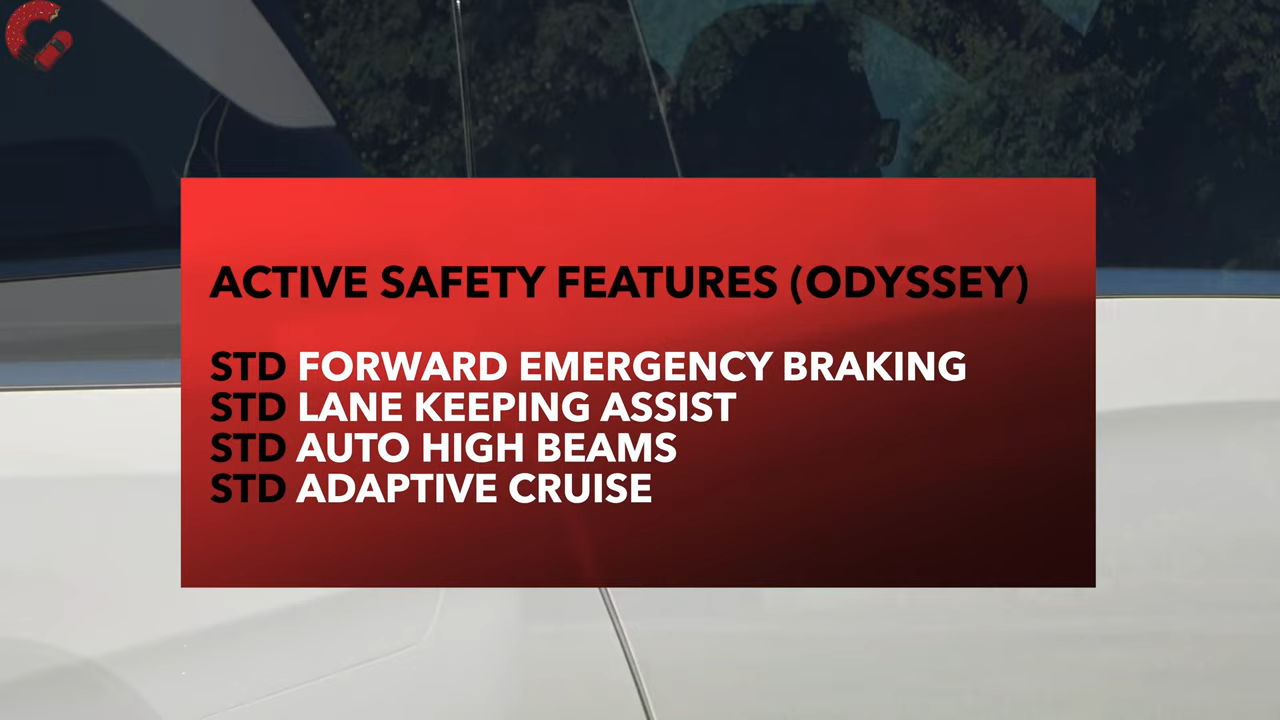 ACTIVE SAFETY FEATURES (ODYSSEY)
STD FORWARD EMERGENCY BRAKING
STD LANE KEEPING ASSIST
STD AUTO HIGH BEAMS
STD ADAPTIVE CRUISE